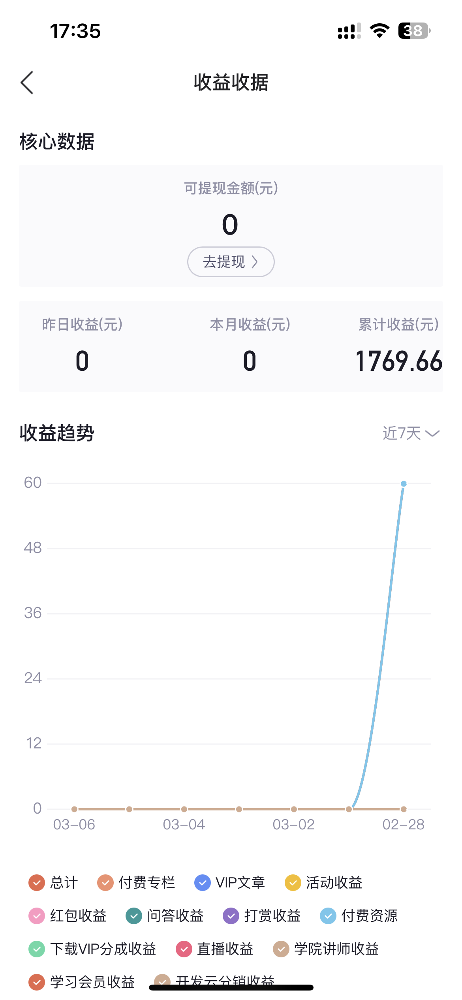 17:35
38
收益收据
核心数据
可提现金额(元)
0
去提现
昨日收益(元) 本月收益(元) 累计收益(元)
0 0 1769.66
收益趋势 近7天
60
48
36
24
12
0
03-06 03-04 03-02 02-28
总计 付费专栏 VIP文章 活动收益
红包收益 问答收益 打赏收益 付费资源
下载VIP分成收益 直播收益 学院讲师收益
学习会员收益 开发云分销收益